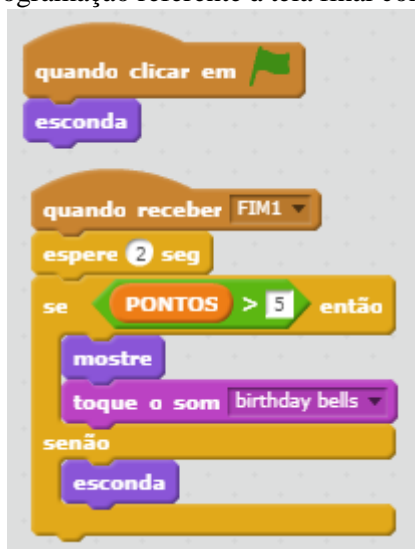 quando clicar em
esconda
quando receber FIM1
espere 2 seg
se PONTOS > 5 então
mostre
toque o som birthday bells
senão
esconda